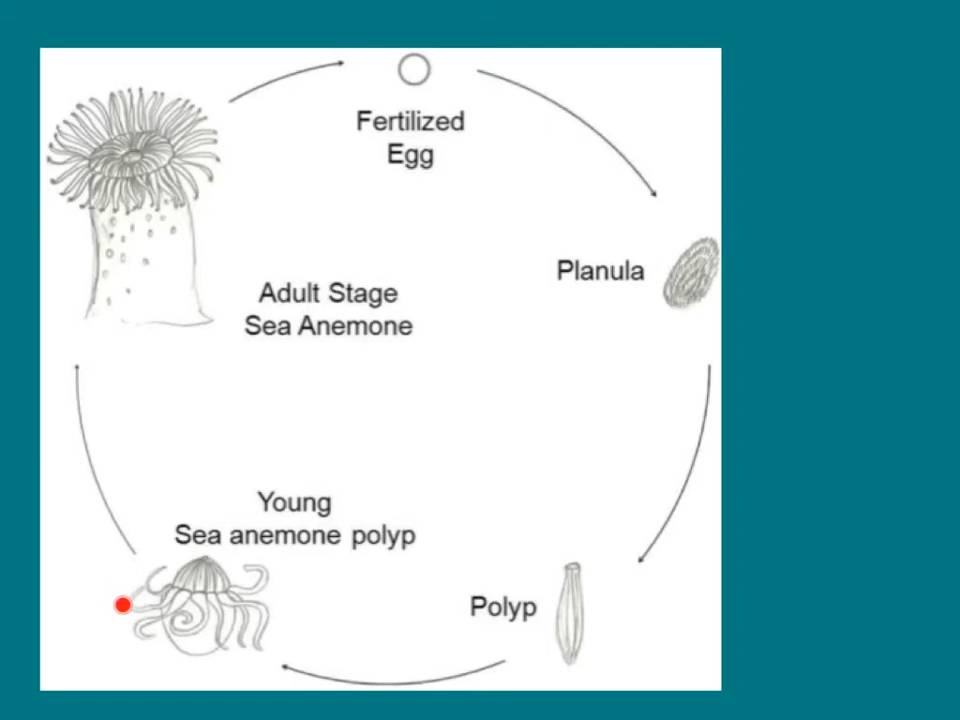 Fertilized
Egg
Planula
Adult Stage
Sea Anemone
Young
Sea anemone polyp
Polyp